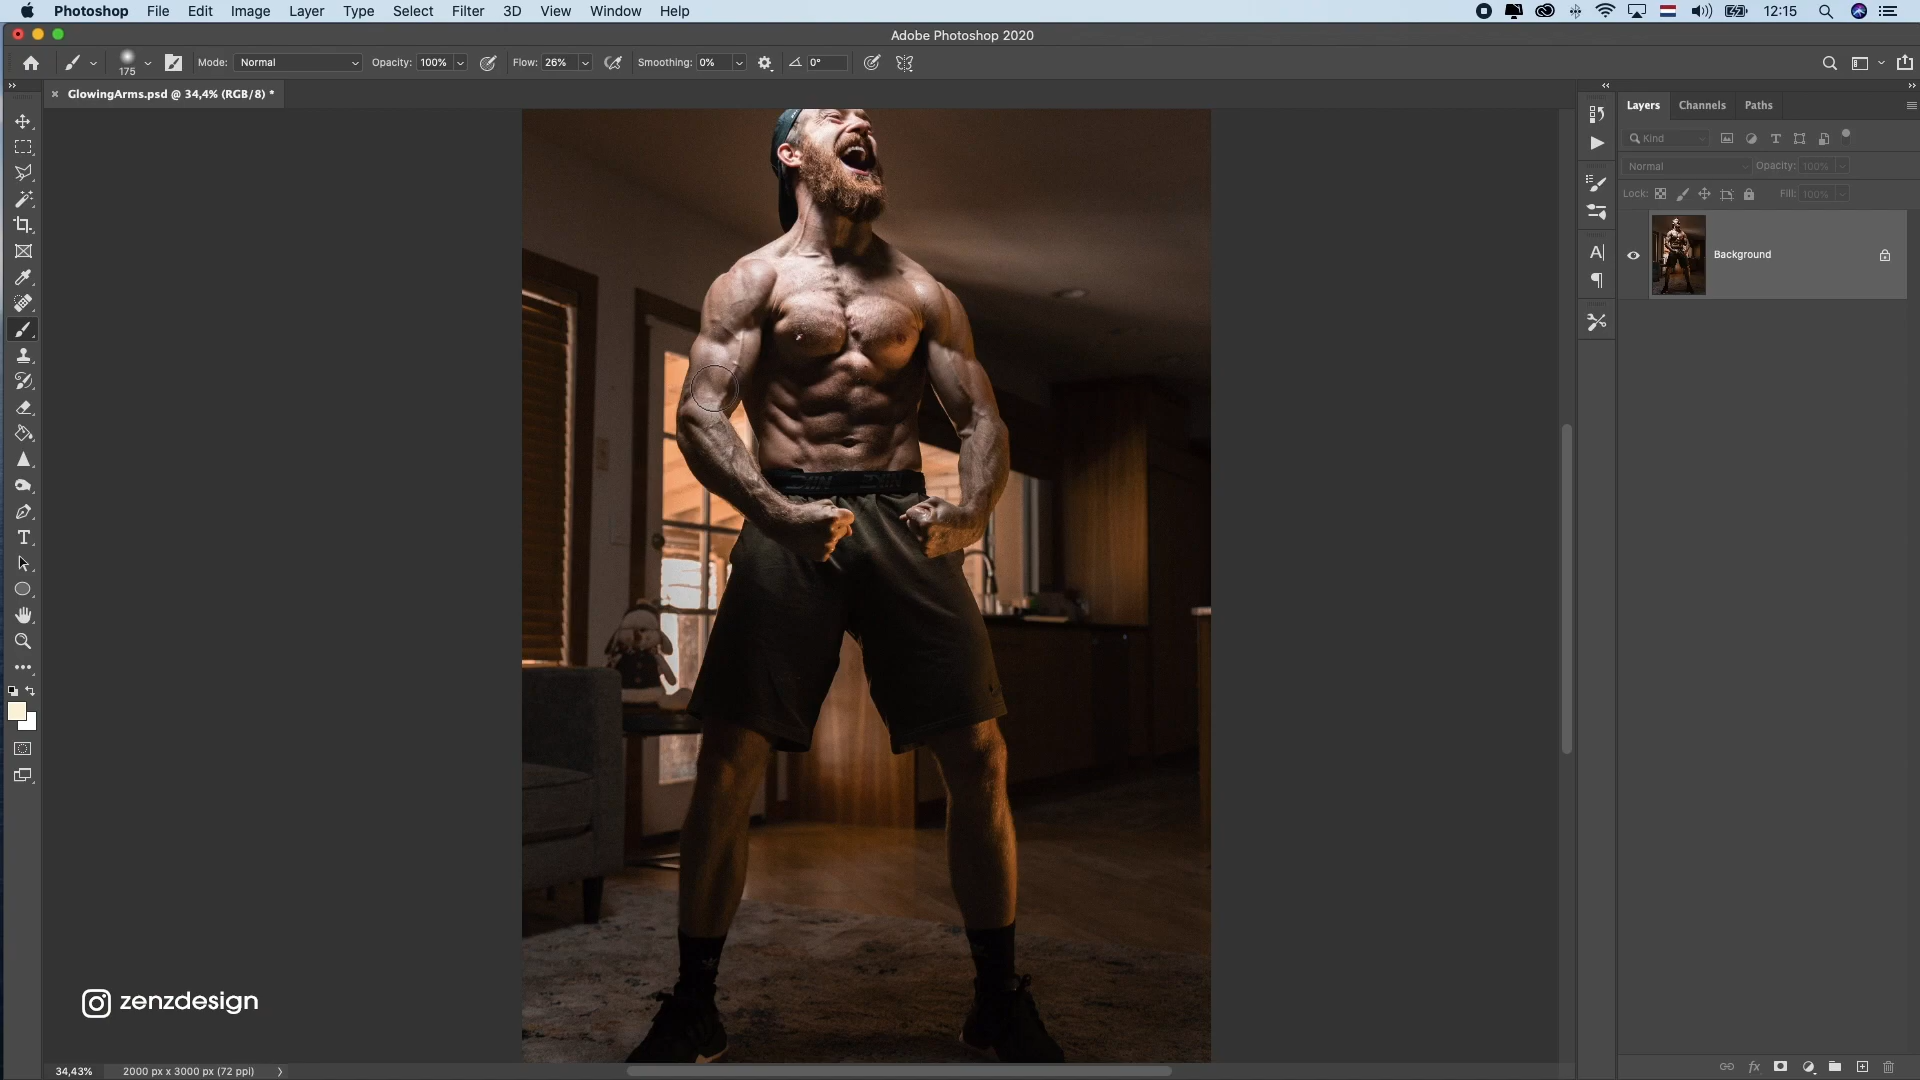 Photoshop File Edit Image Layer Type Select Filter 3D View Window Help 12:15
Adobe Photoshop 2020
175 Mode: Normal Opacity: 100% Flow: 26% Smoothing: 0% 0°
× GlowingArms.psd @ 34,4% (RGB/8) *
Layers Channels Paths
Kind
Normal Opacity: 100%
Lock: Fill: 100%
Background
zenzdesign
34,43% 2000 px x 3000 px (72 ppi)